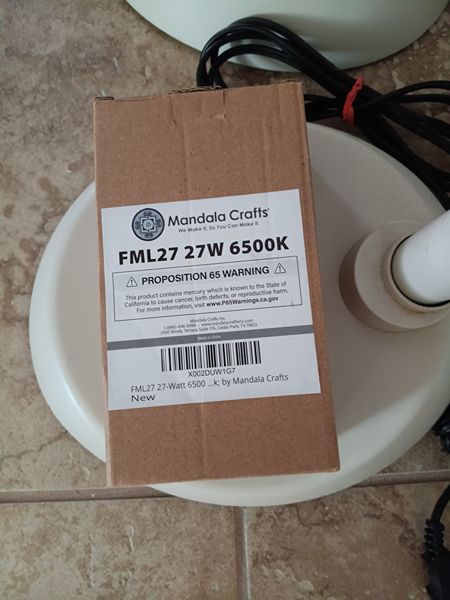 Mandala Crafts®
We Make It. So You Can Make It.
FML27 27W 6500K
PROPOSITION 65 WARNING
This product contains mercury which is known to the State of
California to cause cancer, birth defects, or reproductive harm.
For more information, visit www.P65Warnings.ca.gov
Mandala Crafts Inc.
www.mandalacrafts.com
Made in China
X002DUW1G7
FML27 27-Watt 6500 ...k; by Mandala Crafts
New